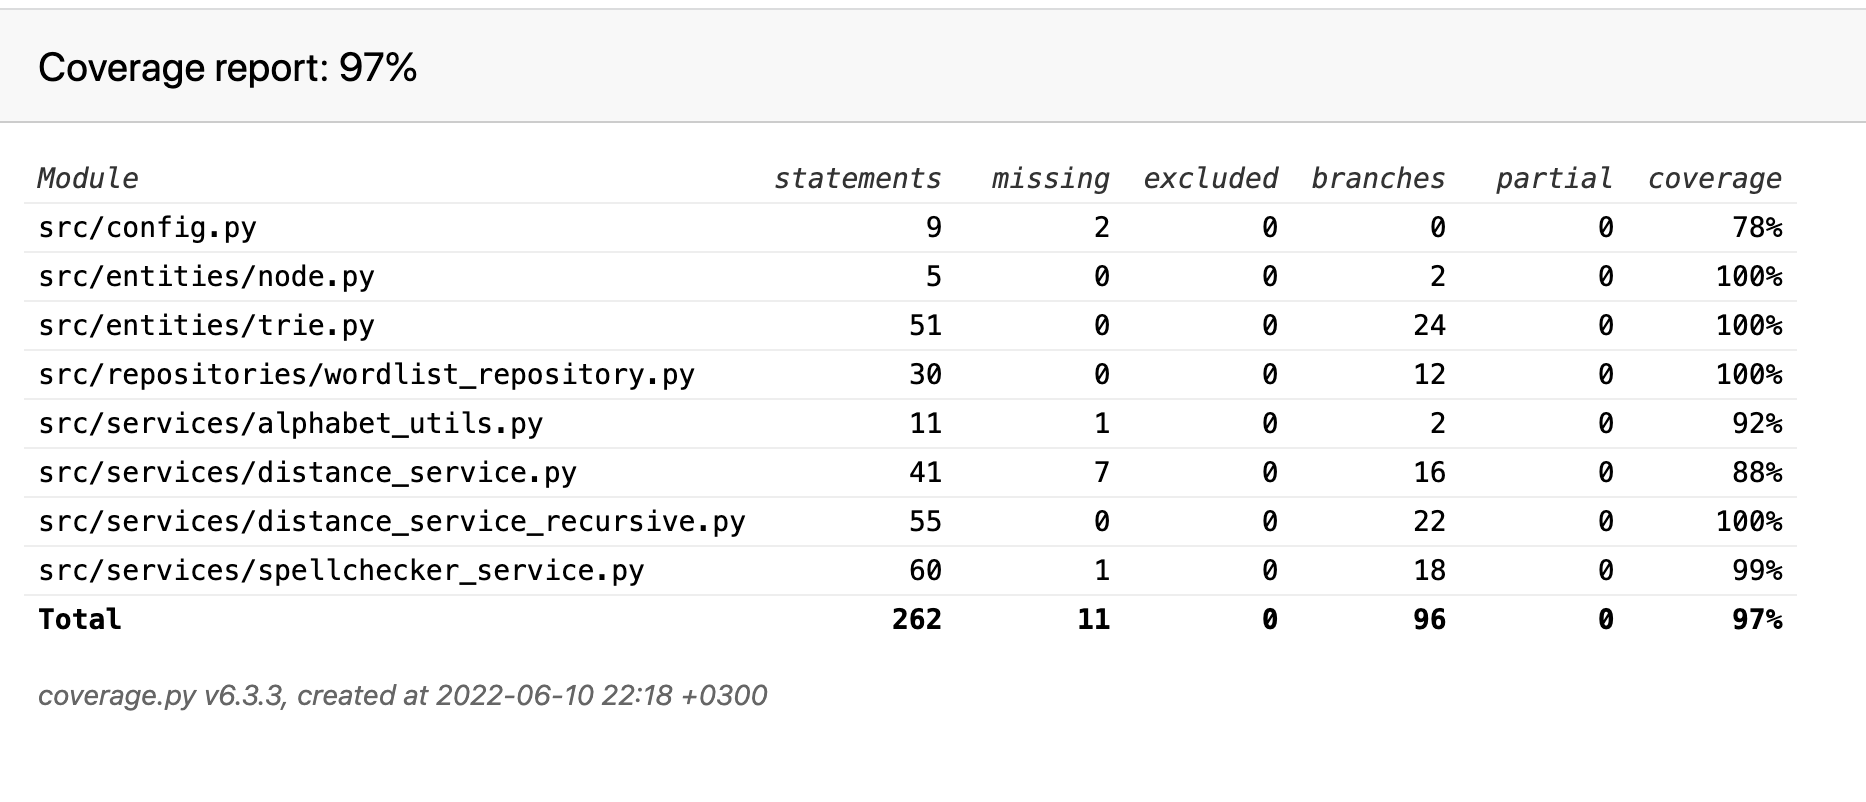 Coverage report: 97%
Module statements missing excluded branches partial coverage
src/config.py 9 2 0 0 0 78%
src/entities/node.py 5 0 0 2 0 100%
src/entities/trie.py 51 0 0 24 0 100%
src/repositories/wordlist_repository.py 30 0 0 12 0 100%
src/services/alphabet_utils.py 11 1 0 2 0 92%
src/services/distance_service.py 41 7 0 16 0 88%
src/services/distance_service_recursive.py 55 0 0 22 0 100%
src/services/spellchecker_service.py 60 1 0 18 0 99%
Total 262 11 0 96 0 97%
coverage.py v6.3.3, created at 2022-06-10 22:18 +0300